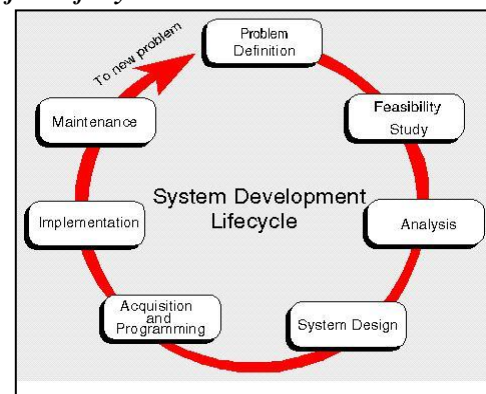 Problem
Definition
To new problem
Feasibility
Study
Maintenance
System Development
Lifecycle
Analysis
Implementation
Acquisition
and
Programming
System Design